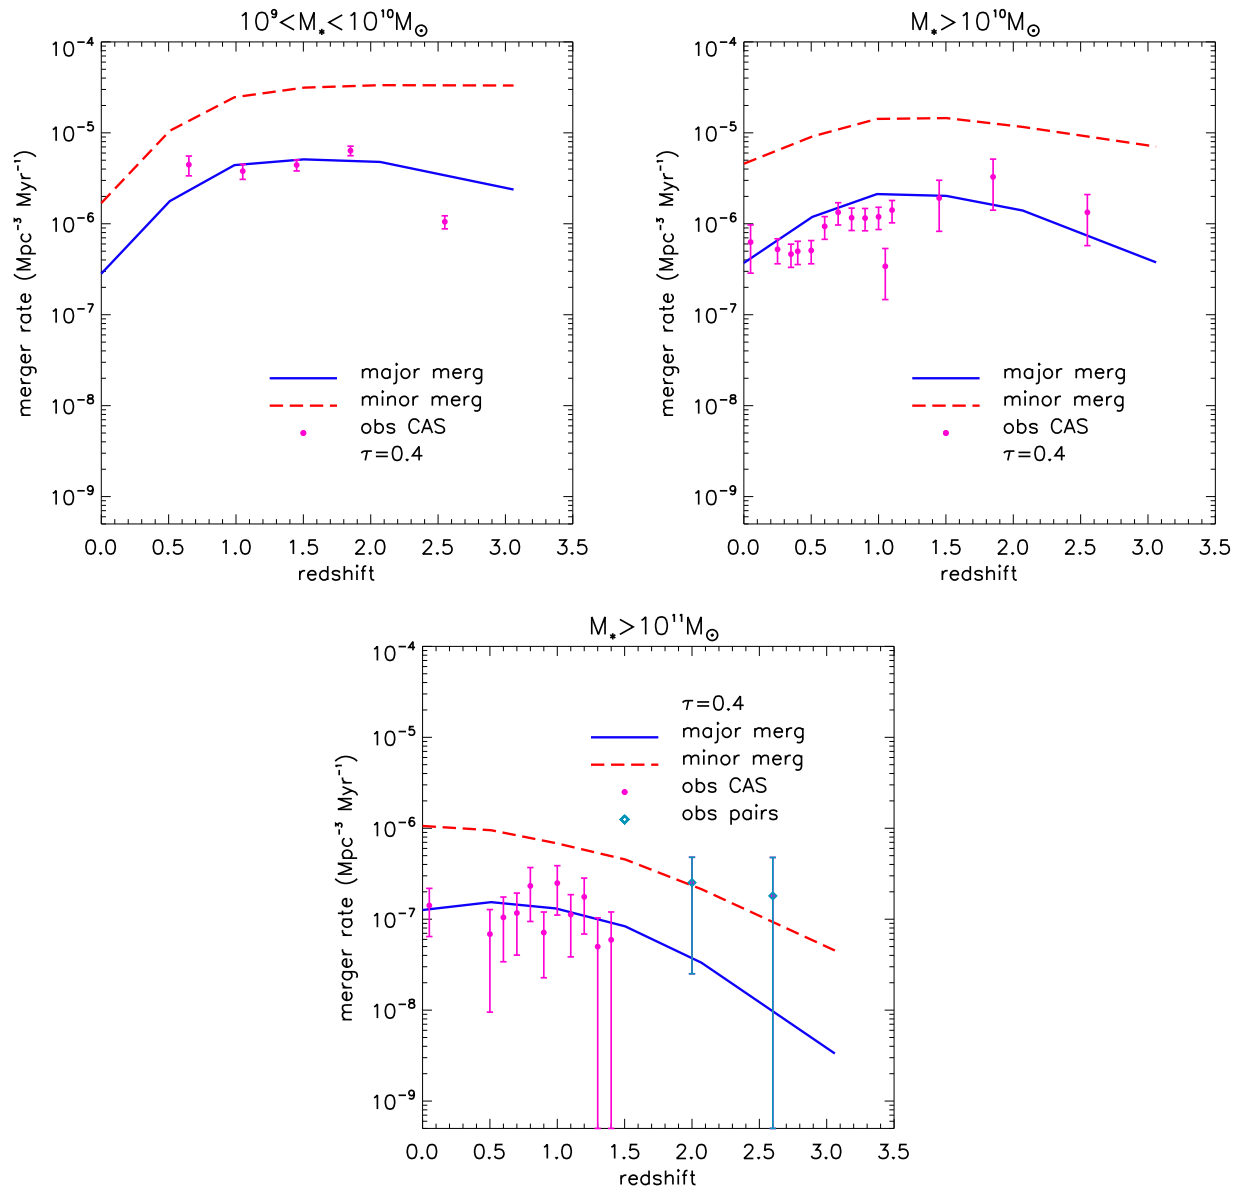 10⁹<M*<10¹⁰M⊙
10⁻⁴
10⁻⁵
10⁻⁶
10⁻⁷
10⁻⁸
10⁻⁹
merger rate (Mpc⁻³ Myr⁻¹)
major merg
minor merg
obs CAS
τ=0.4
0.0 0.5 1.0 1.5 2.0 2.5 3.0 3.5
redshift
M*>10¹⁰M⊙
10⁻⁴
10⁻⁵
10⁻⁶
10⁻⁷
10⁻⁸
10⁻⁹
merger rate (Mpc⁻³ Myr⁻¹)
major merg
minor merg
obs CAS
τ=0.4
0.0 0.5 1.0 1.5 2.0 2.5 3.0 3.5
redshift
M*>10¹¹M⊙
10⁻⁴
10⁻⁵
10⁻⁶
10⁻⁷
10⁻⁸
10⁻⁹
merger rate (Mpc⁻³ Myr⁻¹)
τ=0.4
major merg
minor merg
obs CAS
obs pairs
0.0 0.5 1.0 1.5 2.0 2.5 3.0 3.5
redshift